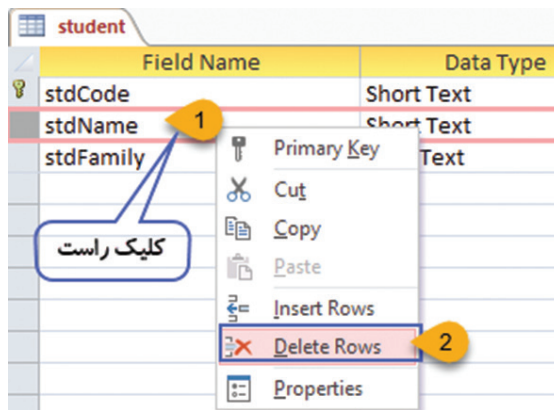 student
Field Name Data Type
stdCode Short Text
stdName 1 Short Text
stdFamily Text
Primary Key
Cut
کلیک راست
Copy
Paste
Insert Rows
Delete Rows 2
Properties